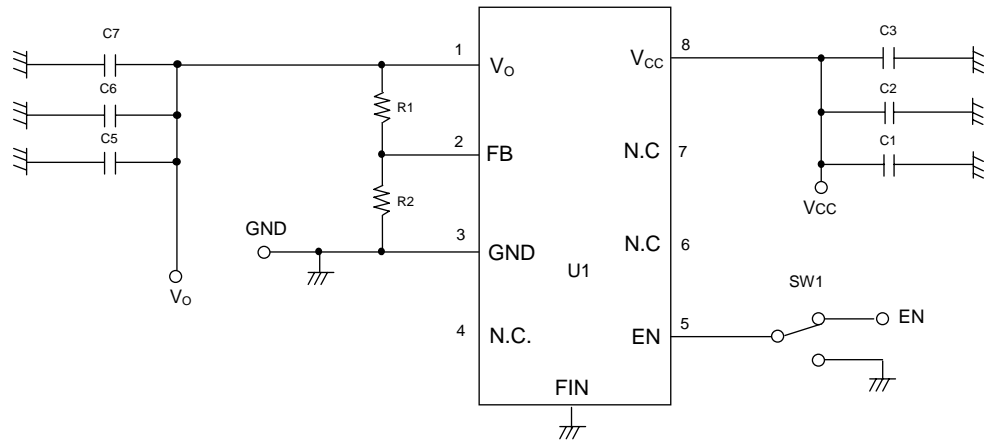 C7
C6
C5
1
2
3
4
R1
R2
GND
VO
VO
FB
GND
N.C.
U1
FIN
VCC
N.C
N.C
EN
8
7
6
5
C3
C2
C1
VCC
SW1
EN